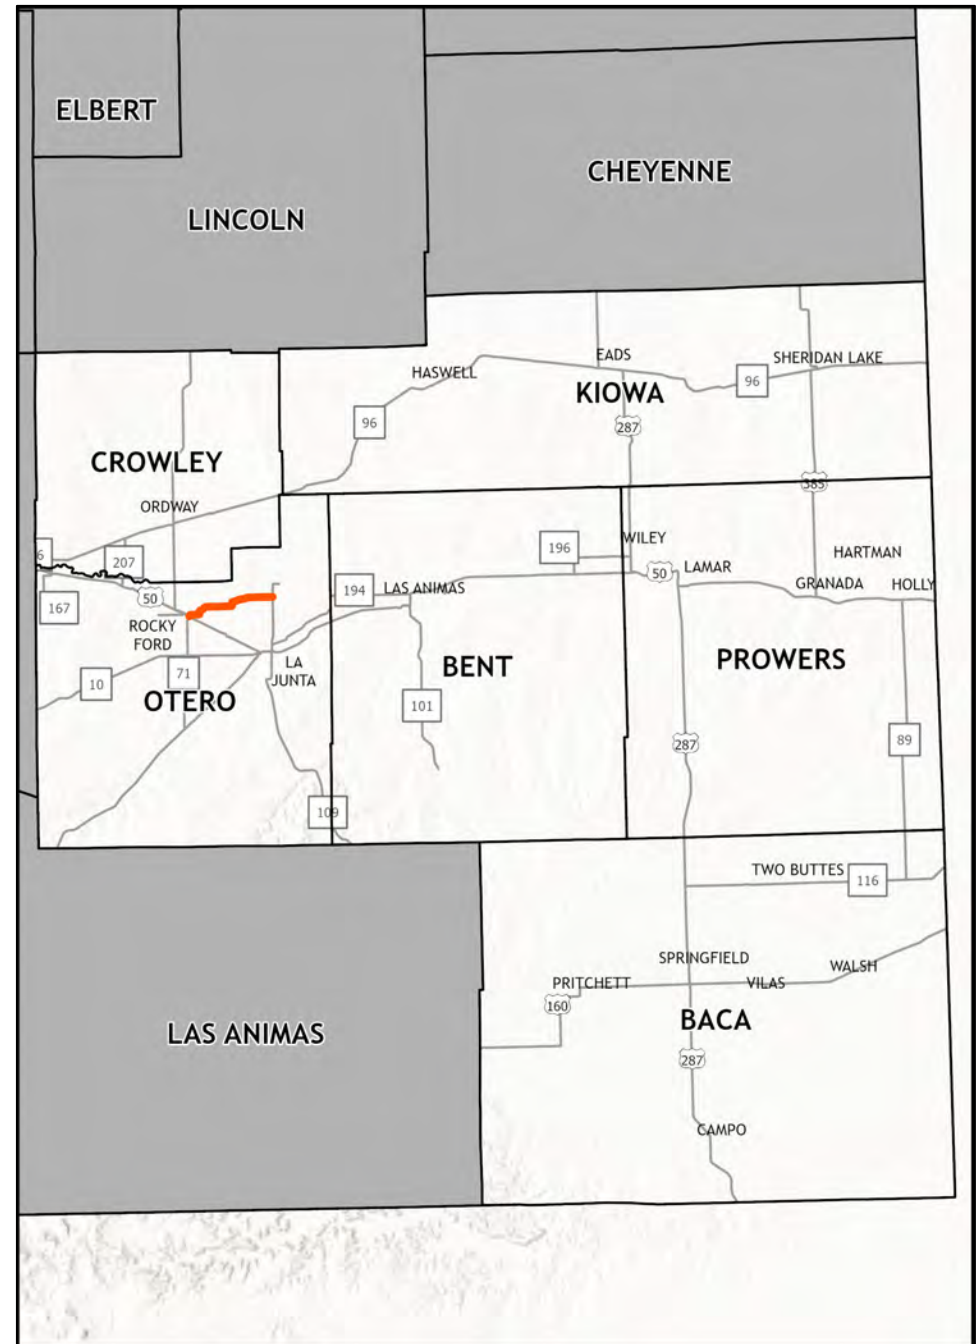 ELBERT
CHEYENNE
LINCOLN
EADS
SHERIDAN LAKE
HASWELL
96
KIOWA
96
287
CROWLEY
385
ORDWAY
WILEY
196
HARTMAN
6
207
50
LAMAR
GRANADA
HOLLY
194
LAS ANIMAS
167
50
ROCKY
FORD
LA
JUNTA
BENT
PROWERS
10
71
OTERO
101
287
89
109
TWO BUTTES
116
SPRINGFIELD
WALSH
PRITCHETT
VILAS
160
BACA
LAS ANIMAS
287
CAMPO